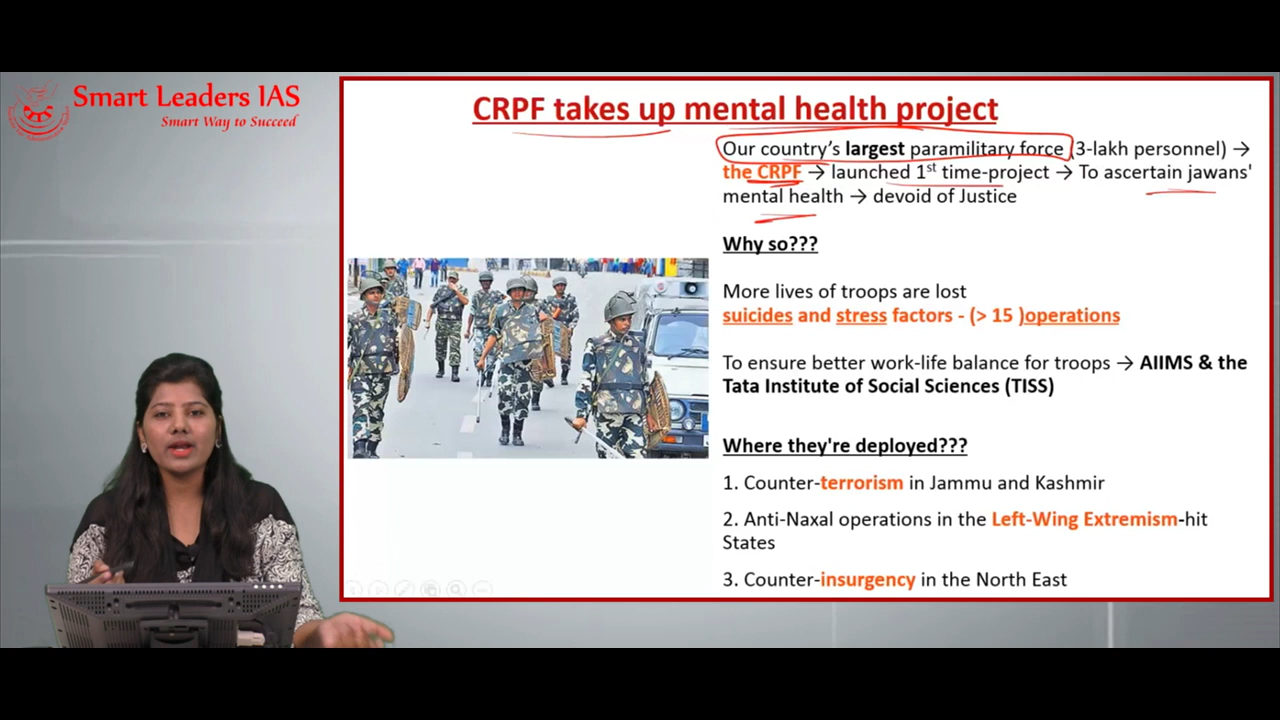 Smart Leaders IAS
Smart Way to Succeed
CRPF takes up mental health project
Our country's largest paramilitary force (3-lakh personnel) →
the CRPF → launched 1st time-project → To ascertain jawans'
mental health → devoid of Justice
Why so???
More lives of troops are lost
suicides and stress factors - (> 15 )operations
To ensure better work-life balance for troops → AIIMS & the
Tata Institute of Social Sciences (TISS)
Where they're deployed???
1. Counter-terrorism in Jammu and Kashmir
2. Anti-Naxal operations in the Left-Wing Extremism-hit
States
3. Counter-insurgency in the North East